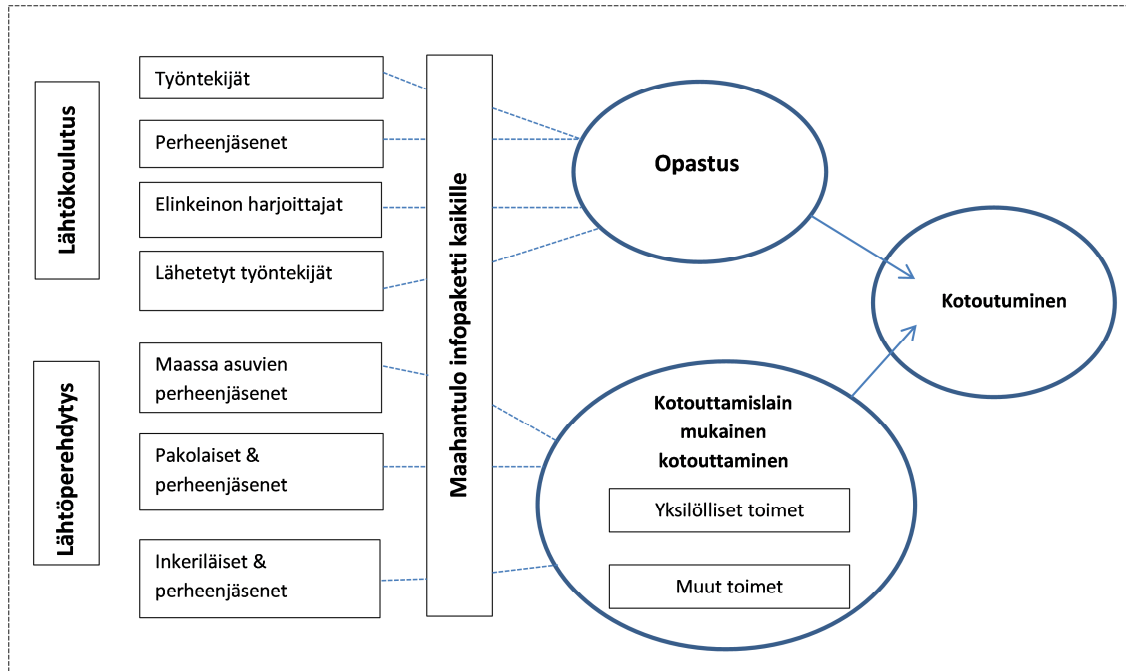 Lähtökoulutus
Työntekijät
Perheenjäsenet
Elinkeinon harjoittajat
Lähetetyt työntekijät
Lähtöperehdytys
Maassa asuvien
perheenjäsenet
Pakolaiset &
perheenjäsenet
Inkeriläiset &
perheenjäsenet
Maahantulo infopaketti kaikille
Opastus
Kotouttamislain
mukainen
kotouttaminen
Yksilölliset toimet
Muut toimet
Kotoutuminen